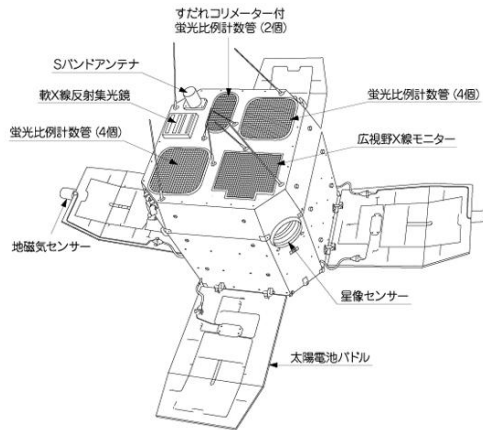 すだれコリメーター付
蛍光比例計数管（2個）
Sバンドアンテナ
軟X線反射集光鏡
蛍光比例計数管（4個）
蛍光比例計数管（4個）
広視野X線モニター
地磁気センサー
星像センサー
太陽電池パドル